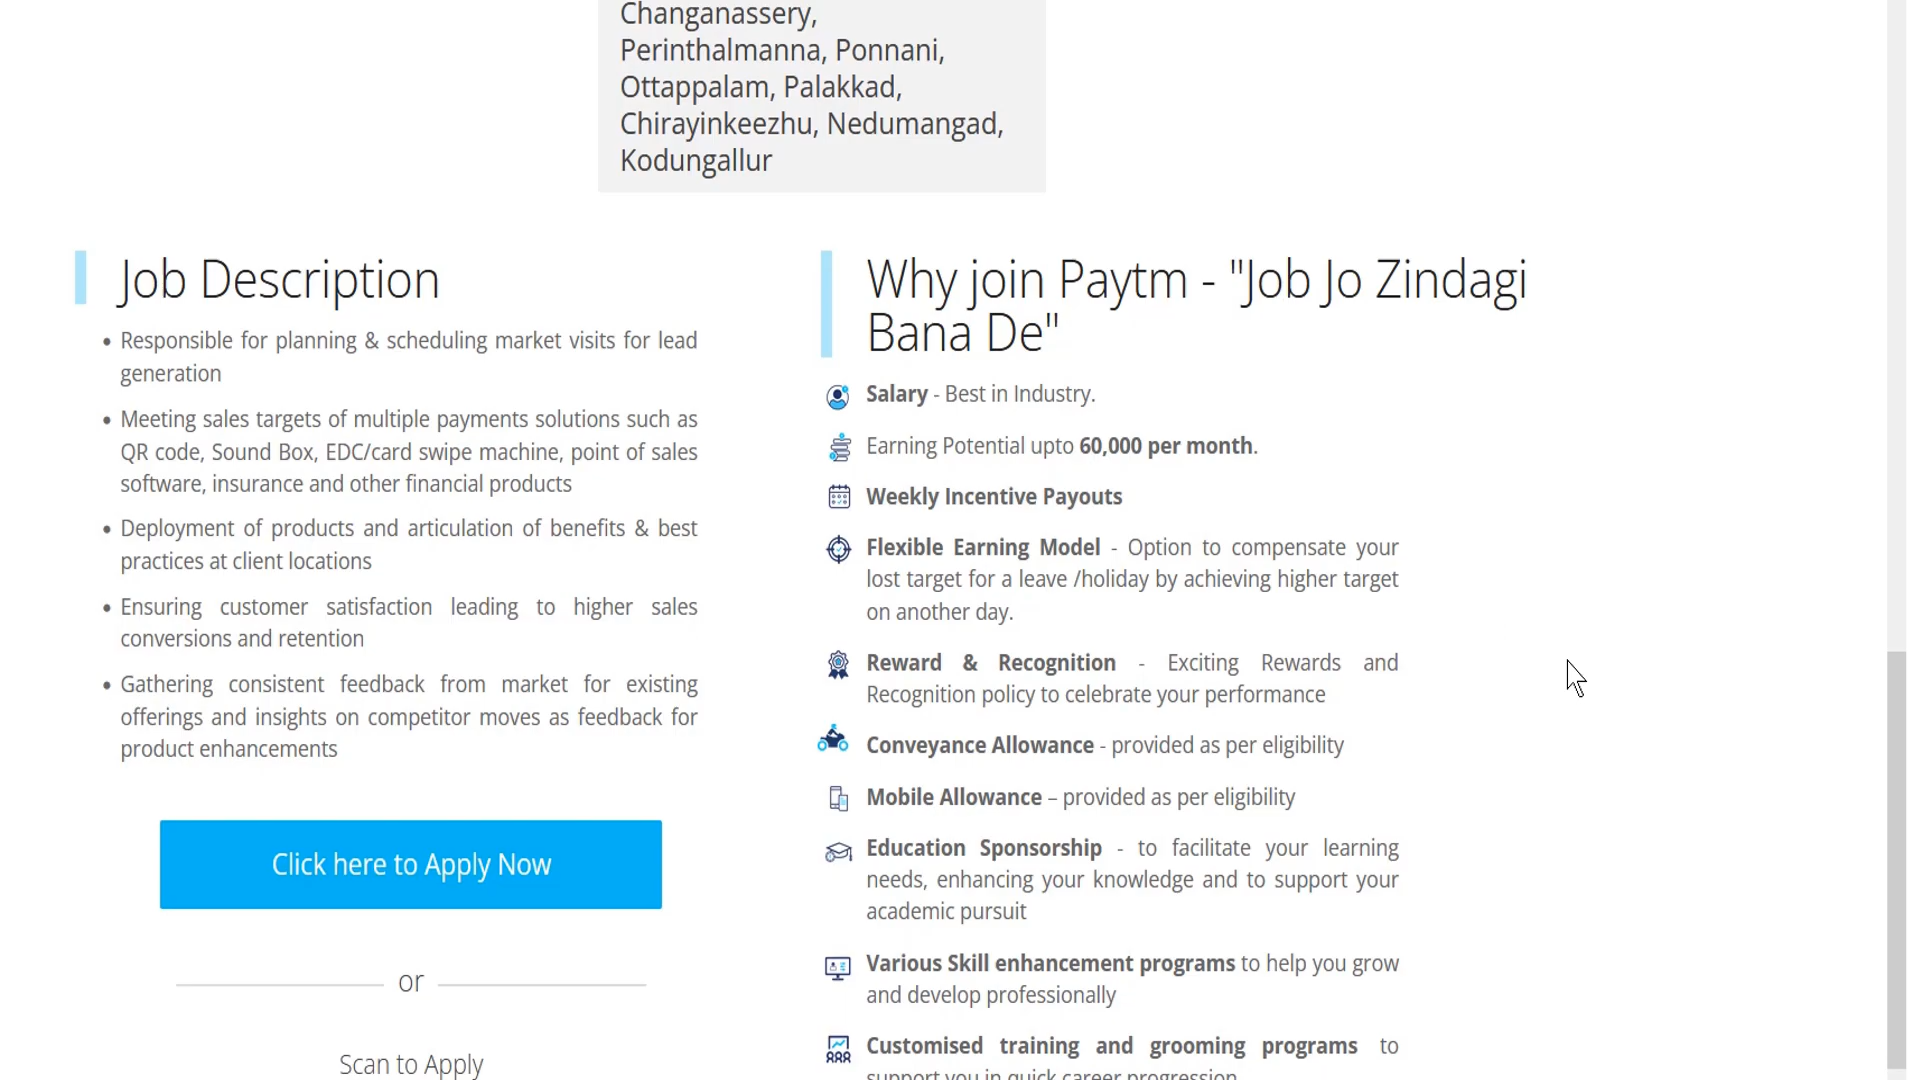 Changanassery,
Perinthalmanna, Ponnani,
Ottappalam, Palakkad,
Chirayinkeezhu, Nedumangad,
Kodungallur
Job Description
Responsible for planning & scheduling market visits for lead
generation
Meeting sales targets of multiple payments solutions such as
QR code, Sound Box, EDC/card swipe machine, point of sales
software, insurance and other financial products
Deployment of products and articulation of benefits & best
practices at client locations
Ensuring customer satisfaction leading to higher sales
conversions and retention
Gathering consistent feedback from market for existing
offerings and insights on competitor moves as feedback for
product enhancements
Click here to Apply Now
or
Scan to Apply
Why join Paytm - "Job Jo Zindagi
Bana De"
Salary - Best in Industry.
Earning Potential upto 60,000 per month.
Weekly Incentive Payouts
Flexible Earning Model - Option to compensate your
lost target for a leave /holiday by achieving higher target
on another day.
Reward & Recognition - Exciting Rewards and
Recognition policy to celebrate your performance
Conveyance Allowance - provided as per eligibility
Mobile Allowance – provided as per eligibility
Education Sponsorship - to facilitate your learning
needs, enhancing your knowledge and to support your
academic pursuit
Various Skill enhancement programs to help you grow
and develop professionally
Customised training and grooming programs to
support you in quick career progression